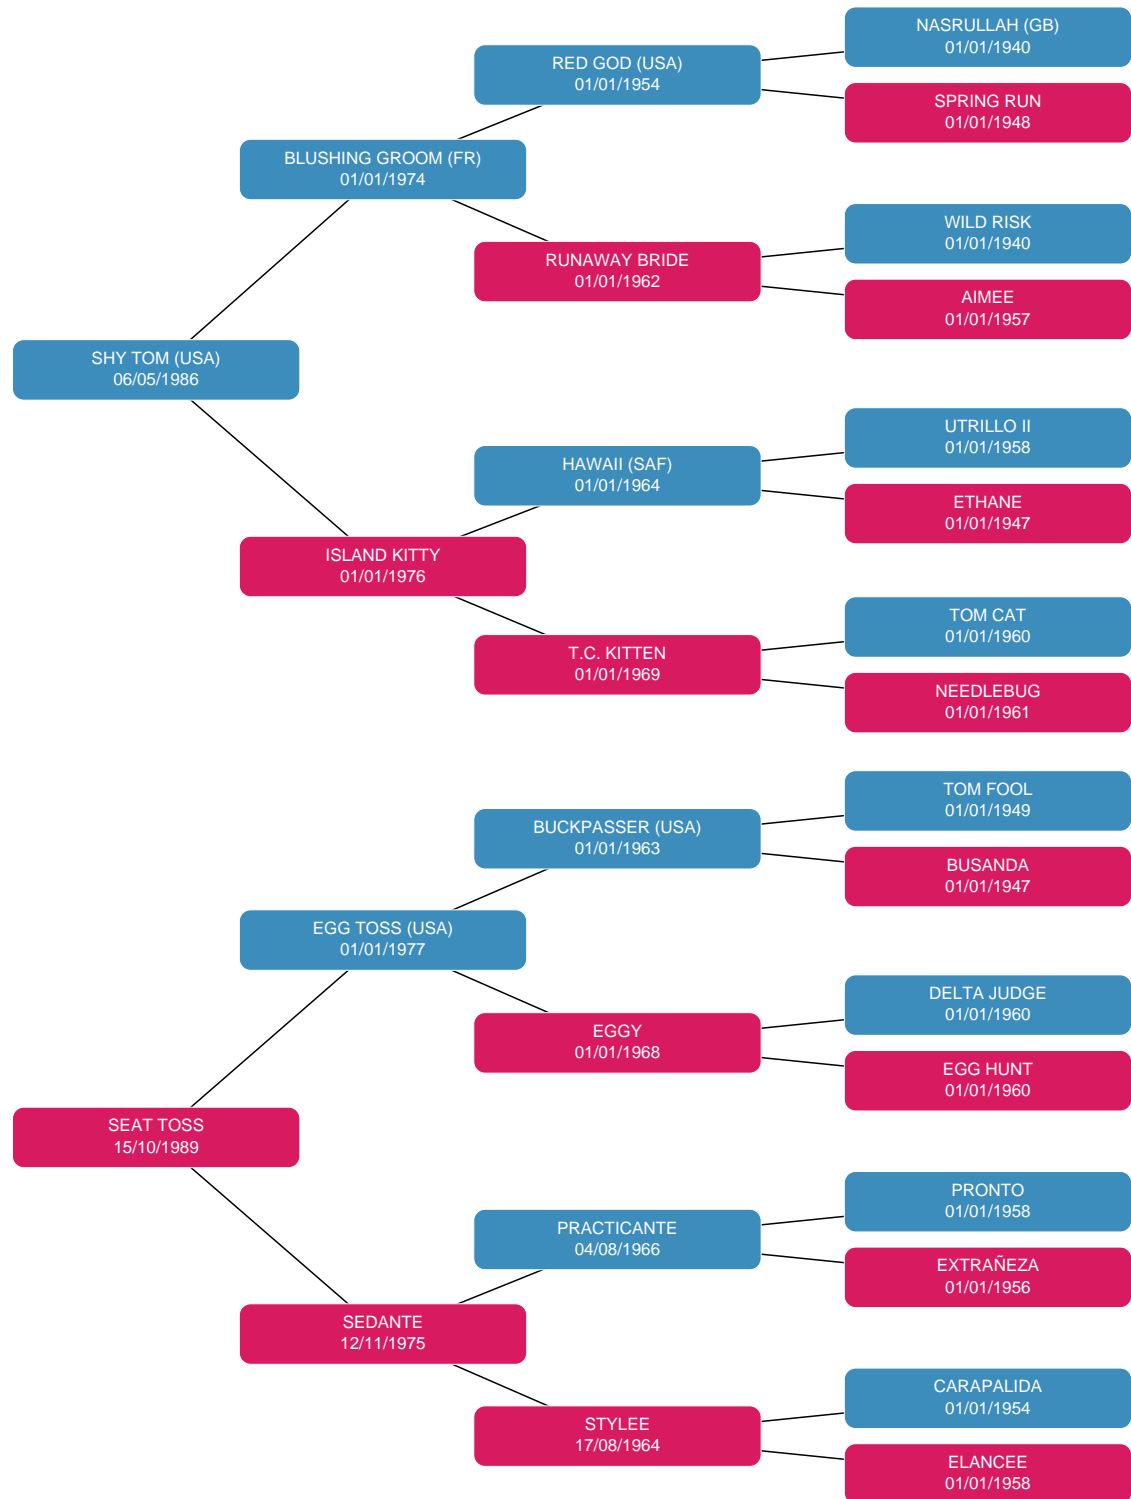 NASRULLAH (GB)
01/01/1940
RED GOD (USA)
01/01/1954
SPRING RUN
01/01/1948
BLUSHING GROOM (FR)
01/01/1974
WILD RISK
01/01/1940
RUNAWAY BRIDE
01/01/1962
AIMEE
01/01/1957
SHY TOM (USA)
06/05/1986
UTRILLO II
01/01/1958
HAWAII (SAF)
01/01/1964
ETHANE
01/01/1947
ISLAND KITTY
01/01/1976
TOM CAT
01/01/1960
T.C. KITTEN
01/01/1969
NEEDLEBUG
01/01/1961
TOM FOOL
01/01/1949
BUCKPASSER (USA)
01/01/1963
BUSANDA
01/01/1947
EGG TOSS (USA)
01/01/1977
DELTA JUDGE
01/01/1960
EGGY
01/01/1968
EGG HUNT
01/01/1960
SEAT TOSS
15/10/1989
PRONTO
01/01/1958
PRACTICANTE
04/08/1966
EXTRAÑEZA
01/01/1956
SEDANTE
12/11/1975
CARAPALIDA
01/01/1954
STYLEE
17/08/1964
ELANCEE
01/01/1958